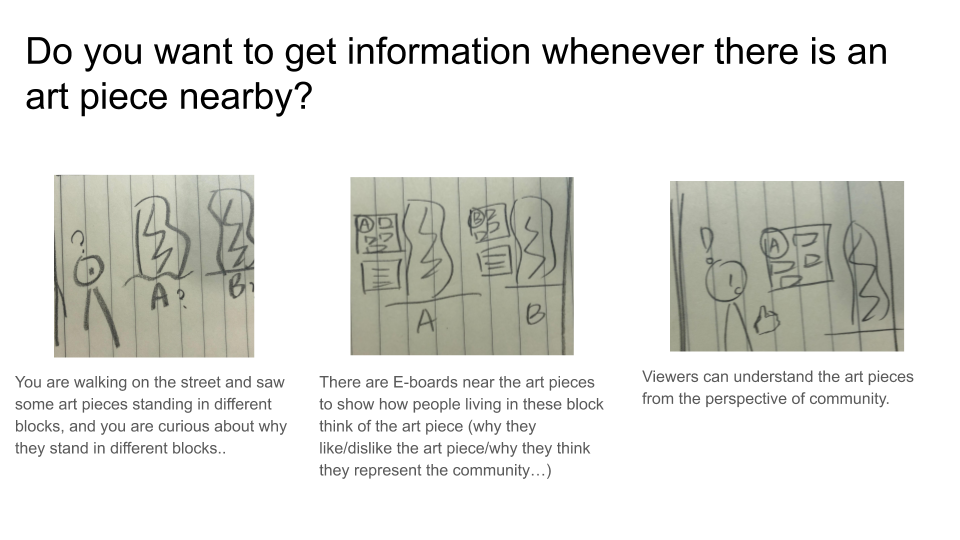 Do you want to get information whenever there is an
art piece nearby?
?
A ?
B?
A
B
A
B
!
A
You are walking on the street and saw
some art pieces standing in different
blocks, and you are curious about why
they stand in different blocks..
There are E-boards near the art pieces
to show how people living in these block
think of the art piece (why they
like/dislike the art piece/why they think
they represent the community…)
Viewers can understand the art pieces
from the perspective of community.